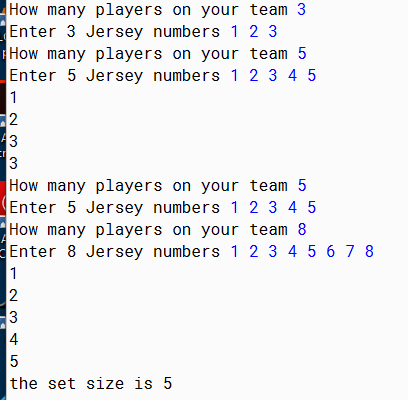 How many players on your team 3
Enter 3 Jersey numbers 1 2 3
How many players on your team 5
Enter 5 Jersey numbers 1 2 3 4 5
1
2
3
3
How many players on your team 5
Enter 5 Jersey numbers 1 2 3 4 5
How many players on your team 8
Enter 8 Jersey numbers 1 2 3 4 5 6 7 8
1
2
3
4
5
the set size is 5